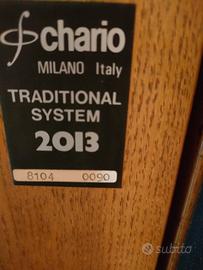 chario
MILANO Italy
TRADITIONAL
SYSTEM
2013
8104 0090
subito